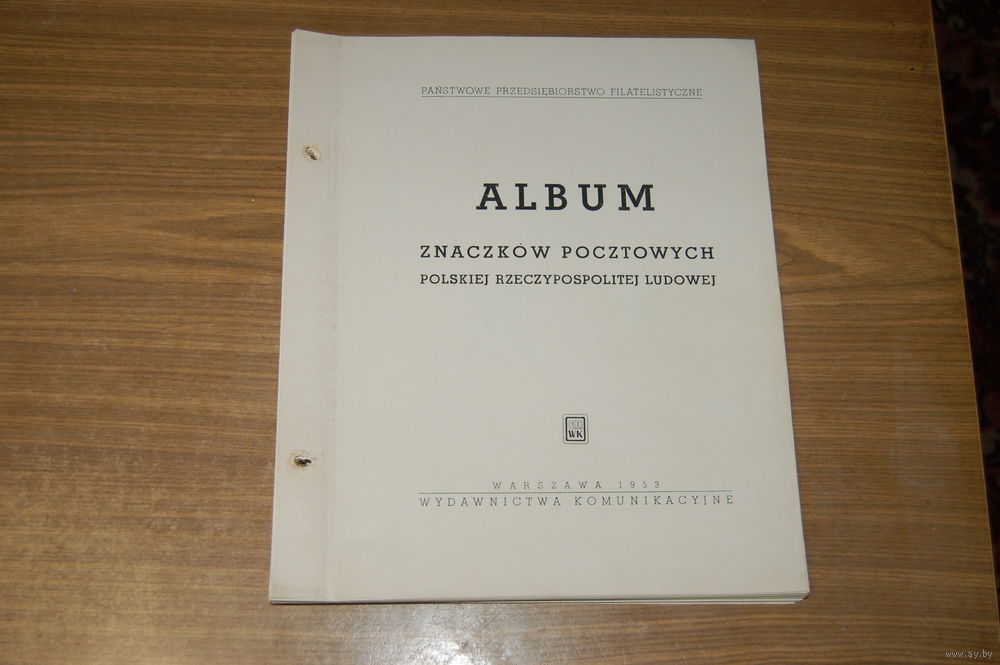 PAŃSTWOWE PRZEDSIĘBIORSTWO FILATELISTYCZNE
ALBUM
ZNACZKÓW POCZTOWYCH
POLSKIEJ RZECZYPOSPOLITEJ LUDOWEJ
WK
WARSZAWA 1953
WYDAWNICTWA KOMUNIKACYJNE
www.ay.by